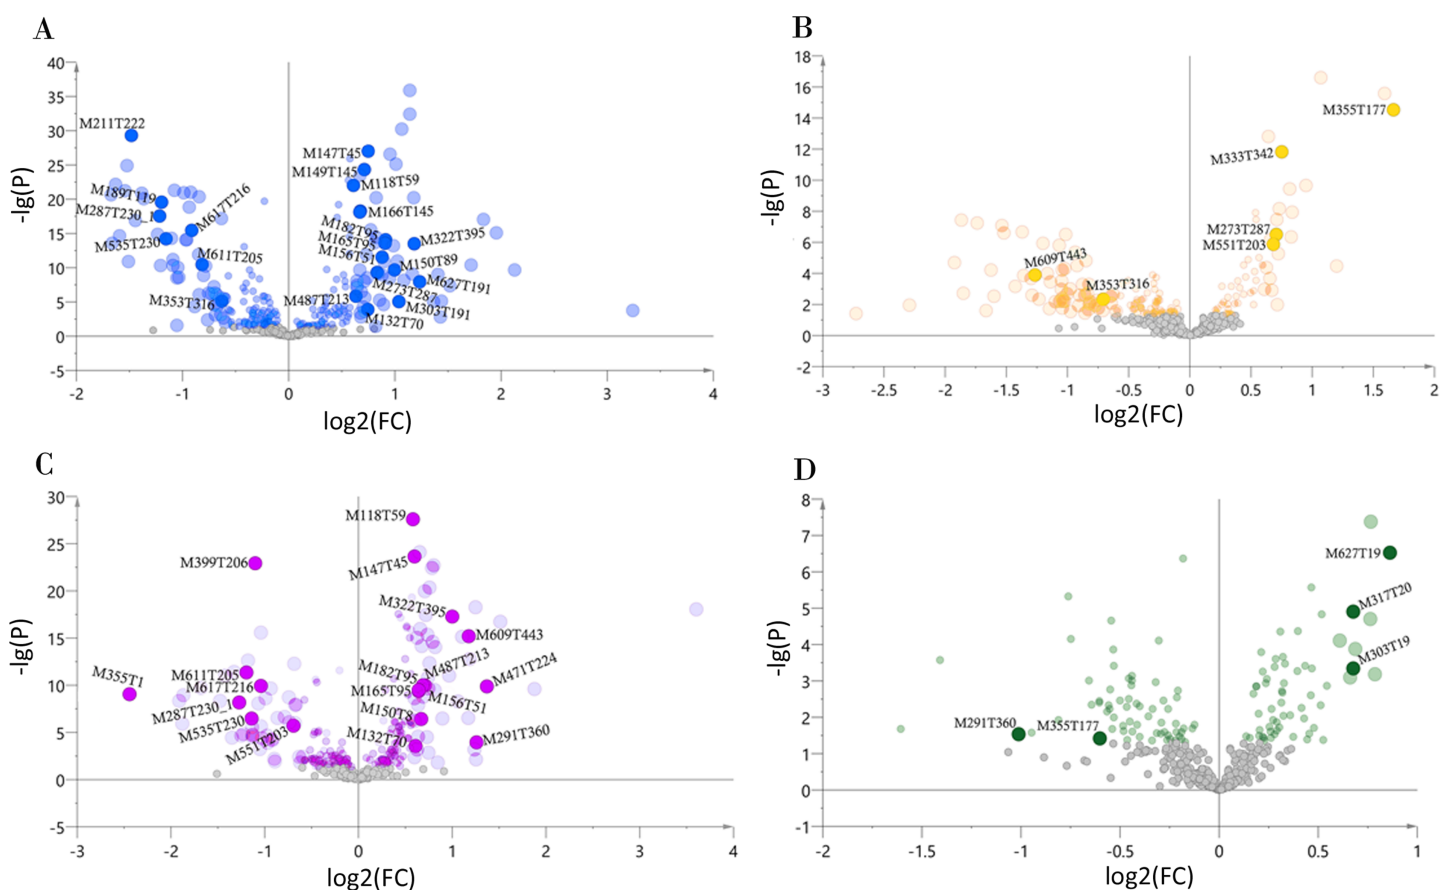 A
-lg(P)
40
35
30
25
20
15
10
5
0
-5
-2
-1
0
1
2
3
4
log2(FC)
M211T222
M189T119
M287T230_1
M617T216
M535T230
M611T205
M353T316
M147T45
M149T145
M118T59
M166T145
M182T95
M165T95
M322T395
M156T51
M150T89
M627T191
M273T287
M487T213
M303T191
M132T70
B
-lg(P)
18
16
14
12
10
8
6
4
2
0
-2
-3
-2.5
-2
-1.5
-1
-0.5
0
0.5
1
1.5
2
log2(FC)
M355T177
M333T342
M273T287
M551T203
M609T443
M353T316
C
-lg(P)
30
25
20
15
10
5
0
-5
-3
-2
-1
0
1
2
3
4
log2(FC)
M118T59
M399T206
M147T45
M322T395
M609T443
M355T1
M611T205
M617T216
M182T95
M487T213
M471T224
M165T95
M287T230_1
M156T51
M150T8
M535T230
M551T203
M132T70
M291T360
D
-lg(P)
8
7
6
5
4
3
2
1
0
-1
-2
-1.5
-1
-0.5
0
0.5
1
log2(FC)
M627T19
M317T20
M303T19
M291T360
M355T177